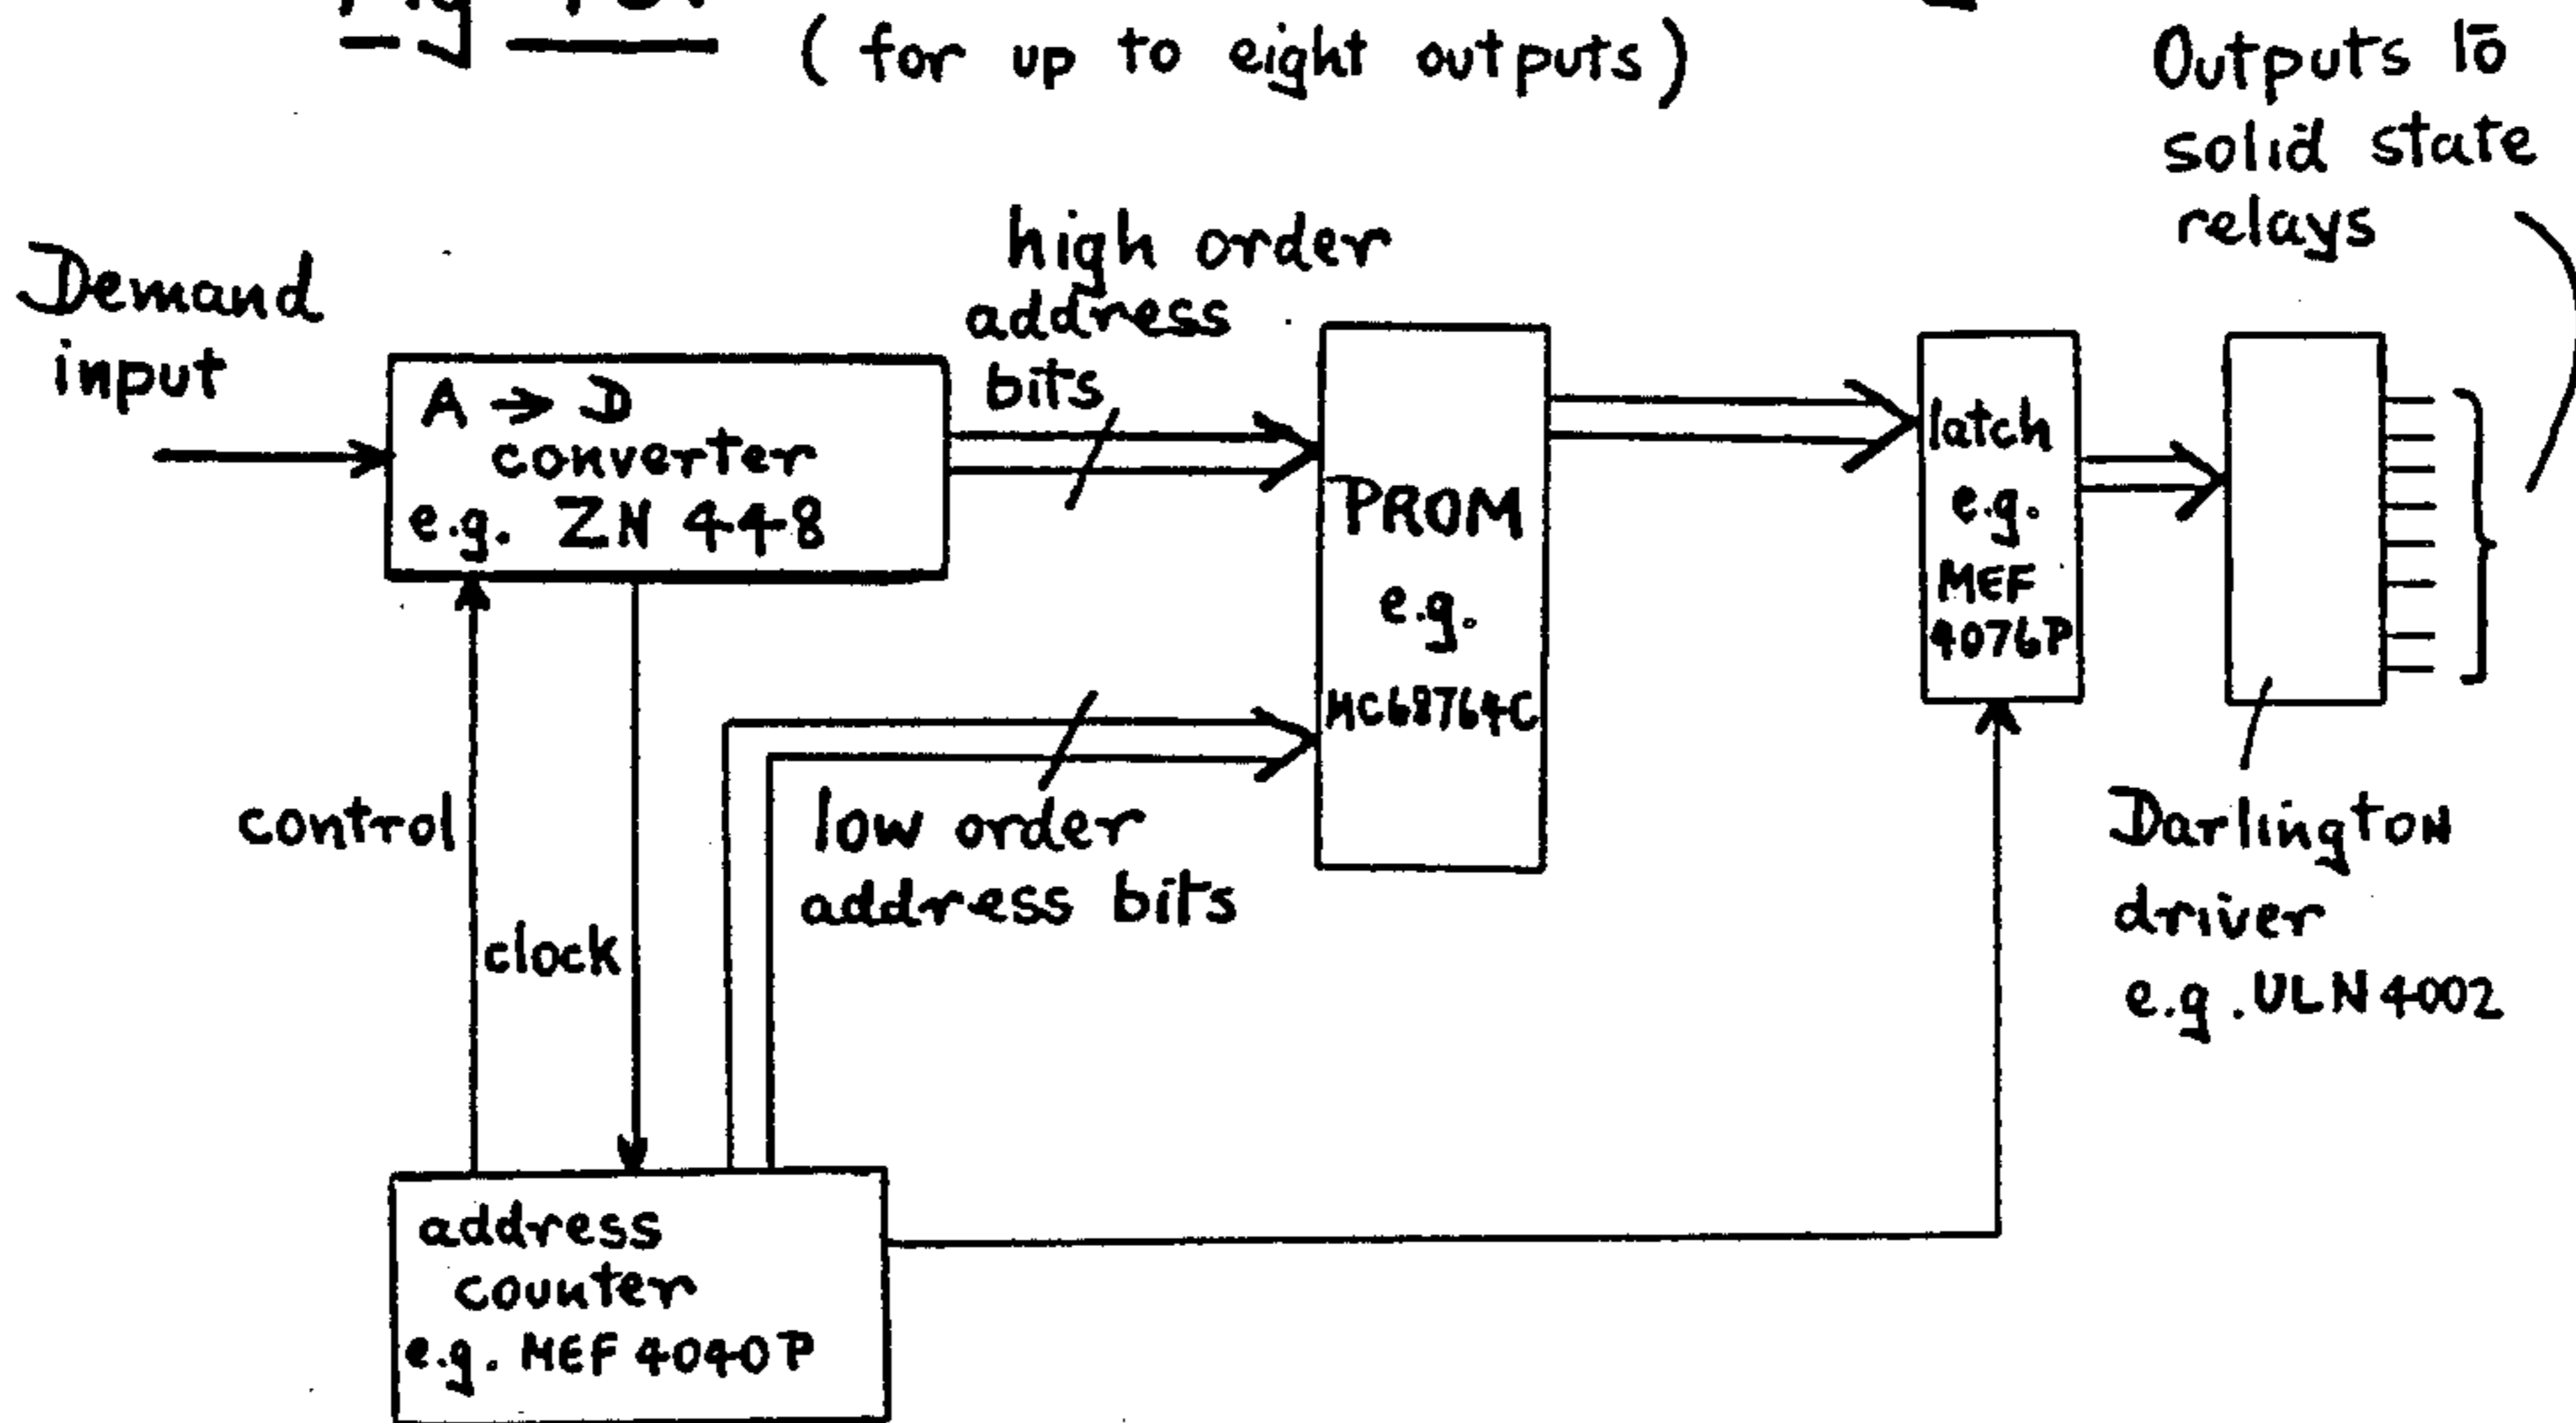 (for up to eight outputs)
Outputs to
solid state
relays
Demand
input
high order
address
bits
A → D
converter
e.g. ZN 448
PROM
e.g.
MC68764C
latch
e.g.
MEF
4076P
control
clock
low order
address bits
Darlington
driver
e.g. ULN 4002
address
counter
e.g. MEF 4040P